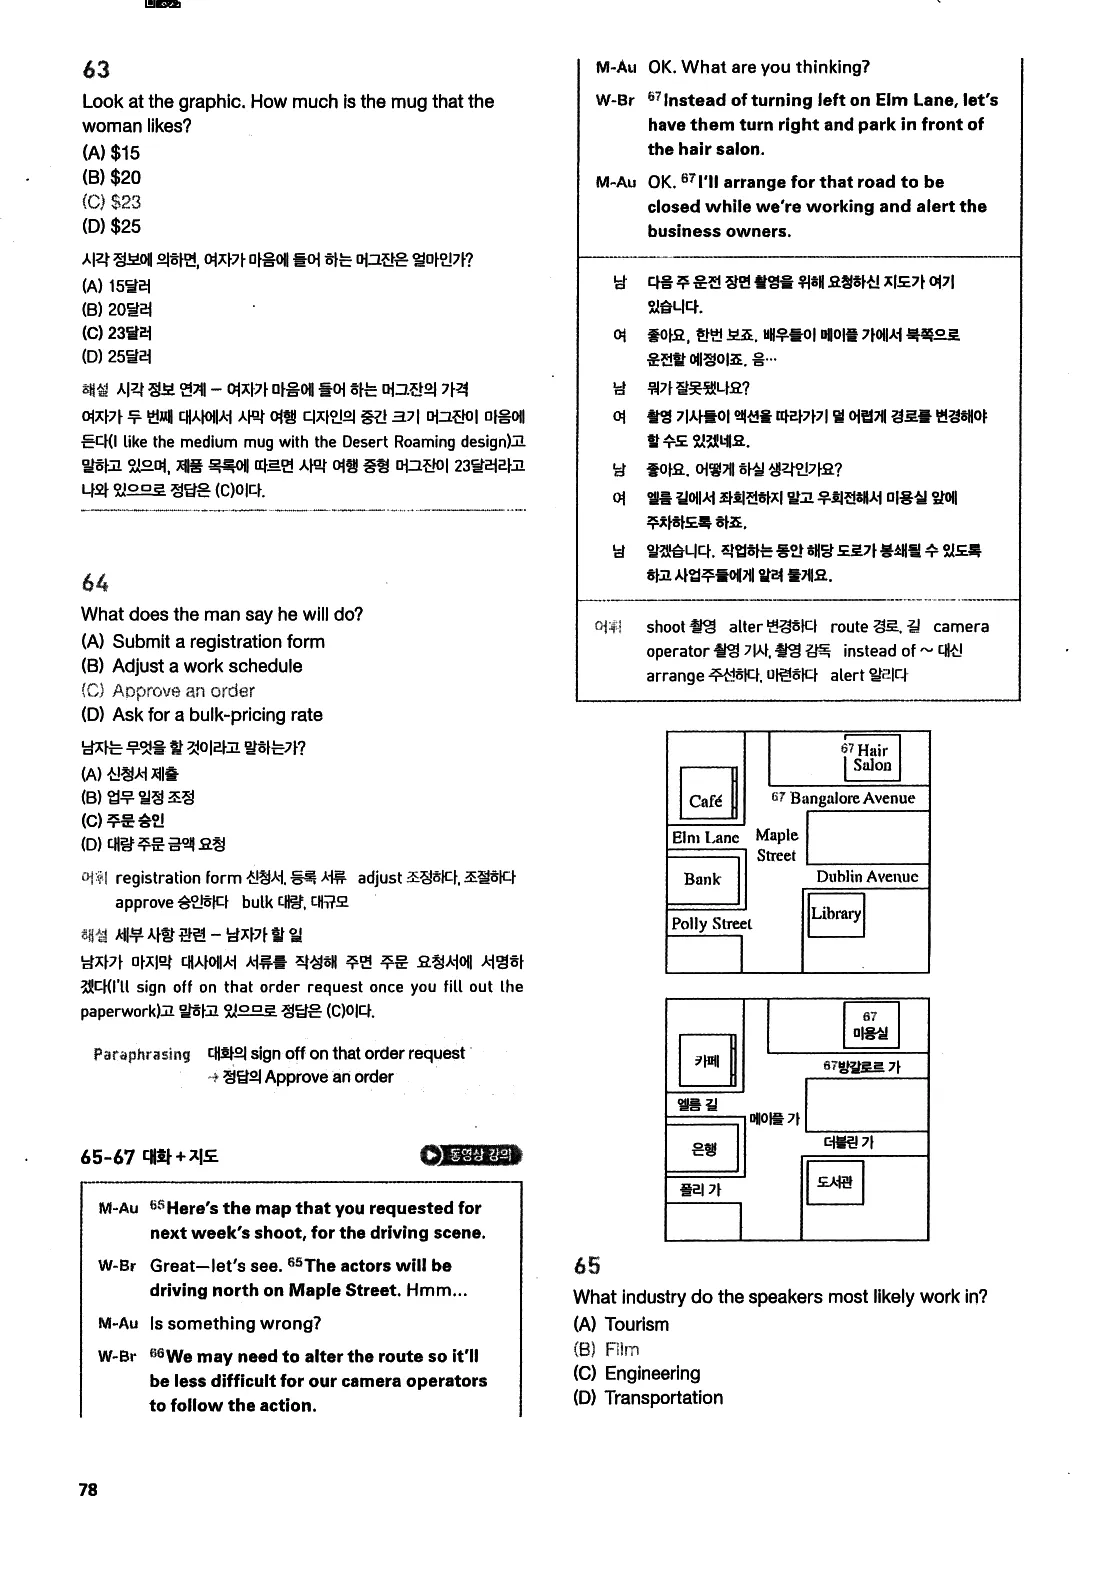 63
Look at the graphic. How much is the mug that the
woman likes?
(A) $15
(B) $20
(C) $23
(D) $25
시각 정보에 의하면, 여자가 마음에 들어 하는 머그잔은 얼마인가?
(A) 15달러
(B) 20달러
(C) 23달러
(D) 25달러
해설 시각 정보 연계 – 여자가 마음에 들어 하는 머그잔의 가격
여자가 두 번째 대사에서 사막 여행 디자인의 중간 크기 머그잔이 마음에
든다(I like the medium mug with the Desert Roaming design)고
말하고 있으며, 제품 목록에 따르면 사막 여행 중형 머그잔이 23달러라고
나와 있으므로 정답은 (C)이다.
64
What does the man say he will do?
(A) Submit a registration form
(B) Adjust a work schedule
(C) Approve an order
(D) Ask for a bulk-pricing rate
남자는 무엇을 할 것이라고 말하는가?
(A) 신청서 제출
(B) 업무 일정 조정
(C) 주문 승인
(D) 대량 주문 금액 요청
어휘 registration form 신청서, 등록 서류 adjust 조정하다, 조절하다
approve 승인하다 bulk 대량, 대규모
해설 세부 사항 관련 – 남자가 할 일
남자가 마지막 대사에서 서류를 작성해 주면 주문 요청서에 서명하
겠다(I'll sign off on that order request once you fill out the
paperwork)고 말하고 있으므로 정답은 (C)이다.
Paraphrasing 대화의 sign off on that order request
→ 정답의 Approve an order
65-67 대화 + 지도
동영상 강의
M-Au 65Here's the map that you requested for
next week's shoot, for the driving scene.
W-Br Great—let's see. 65The actors will be
driving north on Maple Street. Hmm...
M-Au Is something wrong?
W-Br 66We may need to alter the route so it'll
be less difficult for our camera operators
to follow the action.
78
M-Au OK. What are you thinking?
W-Br 67Instead of turning left on Elm Lane, let's
have them turn right and park in front of
the hair salon.
M-Au OK. 67I'll arrange for that road to be
closed while we're working and alert the
business owners.
남 다음 주 운전 장면 촬영을 위해 요청하신 지도가 여기
있습니다.
여 좋아요, 한번 보죠. 배우들이 메이플 가에서 북쪽으로
운전할 예정이죠. 음…
남 뭐가 잘못됐나요?
여 촬영 기사들이 액션을 따라가기 덜 어렵게 경로를 변경해야
할 수도 있겠네요.
남 좋아요. 어떻게 하실 생각인가요?
여 엘름 길에서 좌회전하지 말고 우회전해서 미용실 앞에
주차하도록 하죠.
남 알겠습니다. 작업하는 동안 해당 도로가 봉쇄될 수 있도록
하고 사업주들에게 알려 둘게요.
어휘 shoot 촬영 alter 변경하다 route 경로, 길 camera
operator 촬영 기사, 촬영 감독 instead of ~ 대신
arrange 주선하다, 마련하다 alert 알리다
67 Hair
Salon
Café
67 Bangalore Avenue
Elm Lane
Maple
Street
Bank
Dublin Avenue
Library
Polly Street
67
미용실
카페
67방갈로르 가
엘름 길
메이플 가
은행
더블린 가
도서관
폴리 가
65
What industry do the speakers most likely work in?
(A) Tourism
(B) Film
(C) Engineering
(D) Transportation